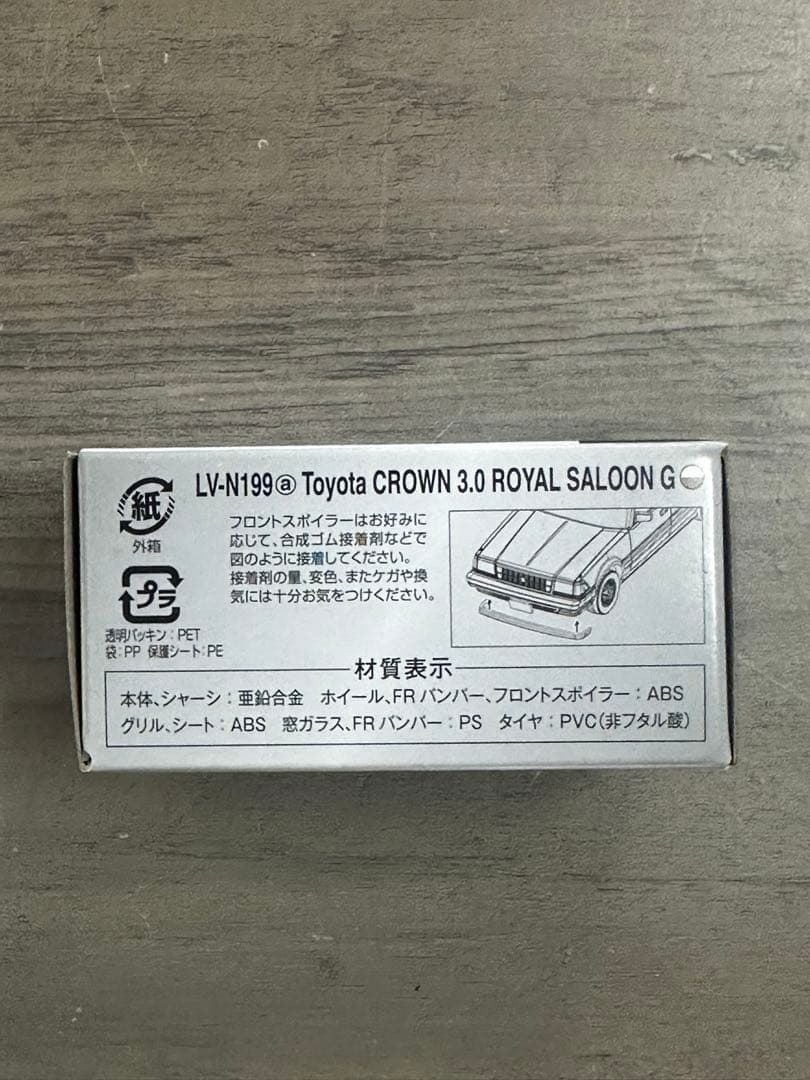 LV-N199ⓐ Toyota CROWN 3.0 ROYAL SALOON G
紙
外箱
フロントスポイラーはお好みに
応じて、合成ゴム接着剤などで
図のように接着してください。
接着剤の量、変色、またケガや換
気には十分お気をつけください。
プラ
透明パッキン：PET
袋：PP 保護シート：PE
材質表示
本体、シャーシ：亜鉛合金　ホイール、FRバンパー、フロントスポイラー：ABS
グリル、シート：ABS　窓ガラス、FRバンパー：PS　タイヤ：PVC（非フタル酸）